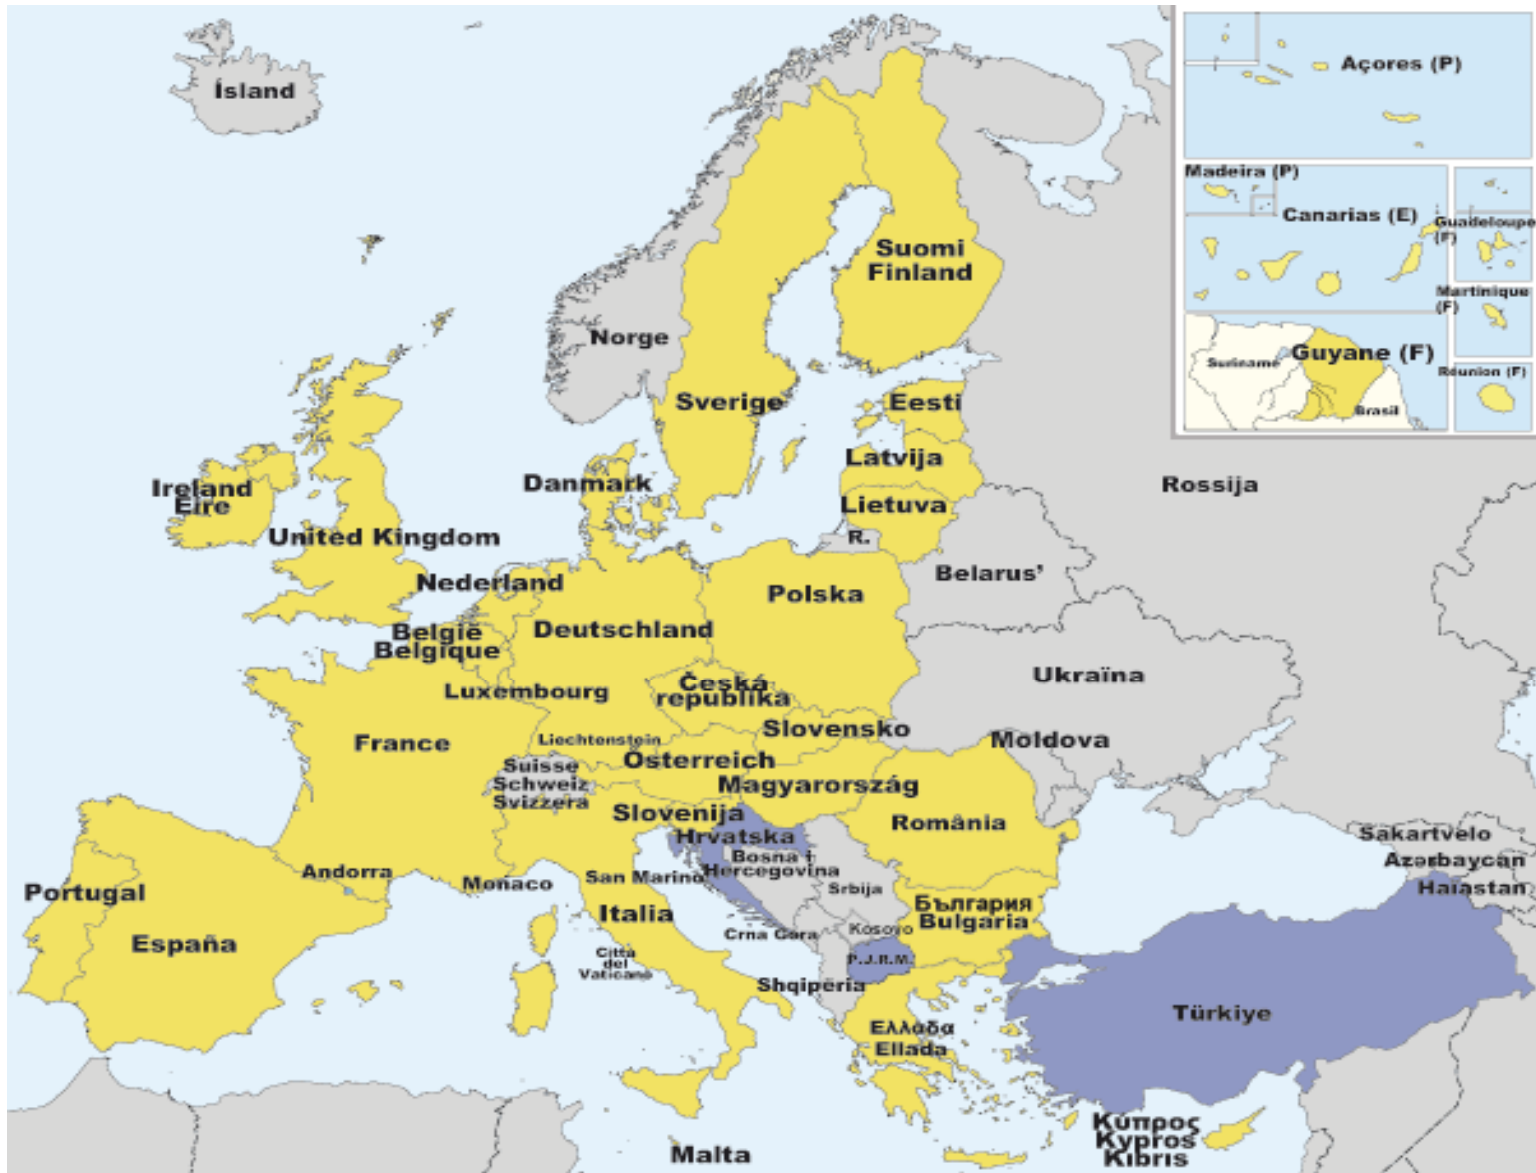 Ísland
Açores (P)
Madeira (P)
Canarias (E)
Guadeloupe
(F)
Martinique
(F)
Suriname
Guyane (F)
Brasil
Réunion (F)
Suomi
Finland
Norge
Sverige
Eesti
Latvija
Lietuva
R.
Rossija
Danmark
Ireland
Eire
United Kingdom
Nederland
Belarus’
Polska
België
Belgique
Deutschland
Luxembourg
Česká
republika
Ukraïna
Slovensko
France
Liechtenstein
Österreich
Moldova
Suisse
Schweiz
Svizzera
Magyarország
Slovenija
Hrvatska
România
Sakartvelo
Azərbaycan
Haiastan
Bosna i
Hercegovina
Andorra
Monaco
San Marino
Srbija
Portugal
España
Italia
България
Bulgaria
Crna Gora
Kosovo
Città
del
Vaticano
P.J.R.M.
Shqipëria
Türkiye
Ελλάδα
Ellada
Κύπρος
Kypros
Kıbrıs
Malta